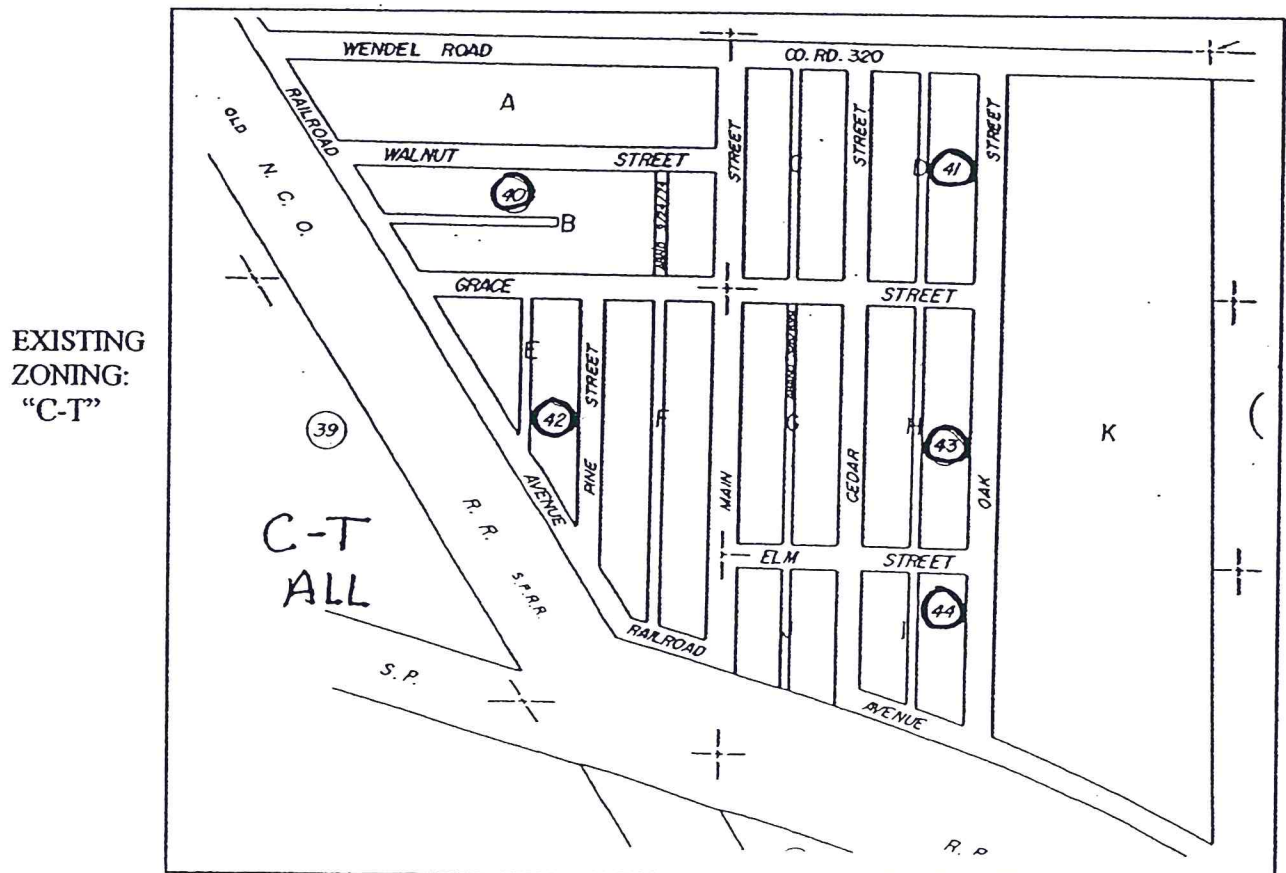 EXISTING
ZONING:
"C-T"
WENDEL ROAD
CO. RD. 320
RAILROAD
AVENUE
OLD N. C. O.
R. R.
S.P.R.R.
A
WALNUT STREET
40
B
STREET
MAIN
C
STREET
CEDAR
D
41
STREET
OAK
GRACE STREET
E
42
PINE STREET
F
G
H
43
K
39
C-T
ALL
ELM STREET
44
J
I
RAILROAD
AVENUE
S. P.